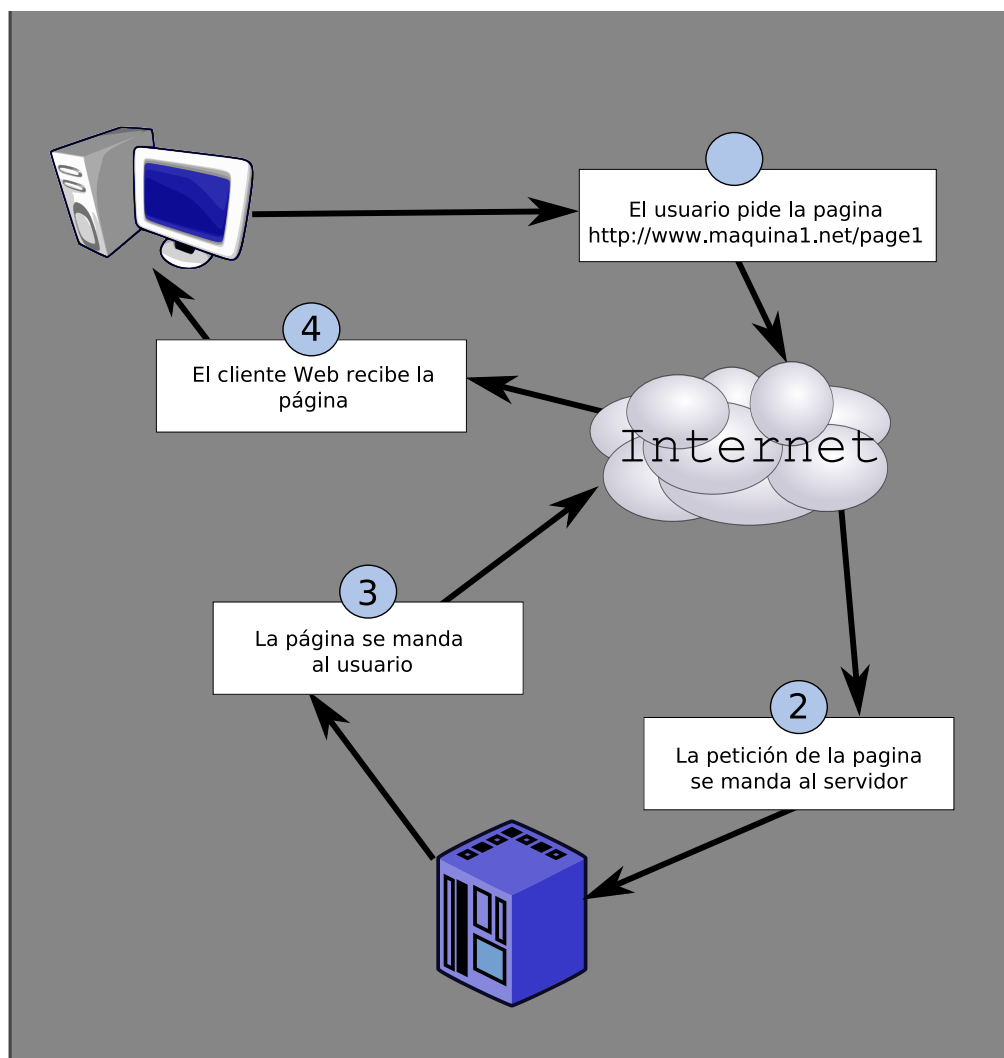 El usuario pide la pagina
http://www.maquina1.net/page1
4
El cliente Web recibe la
página
Internet
3
La página se manda
al usuario
2
La petición de la pagina
se manda al servidor